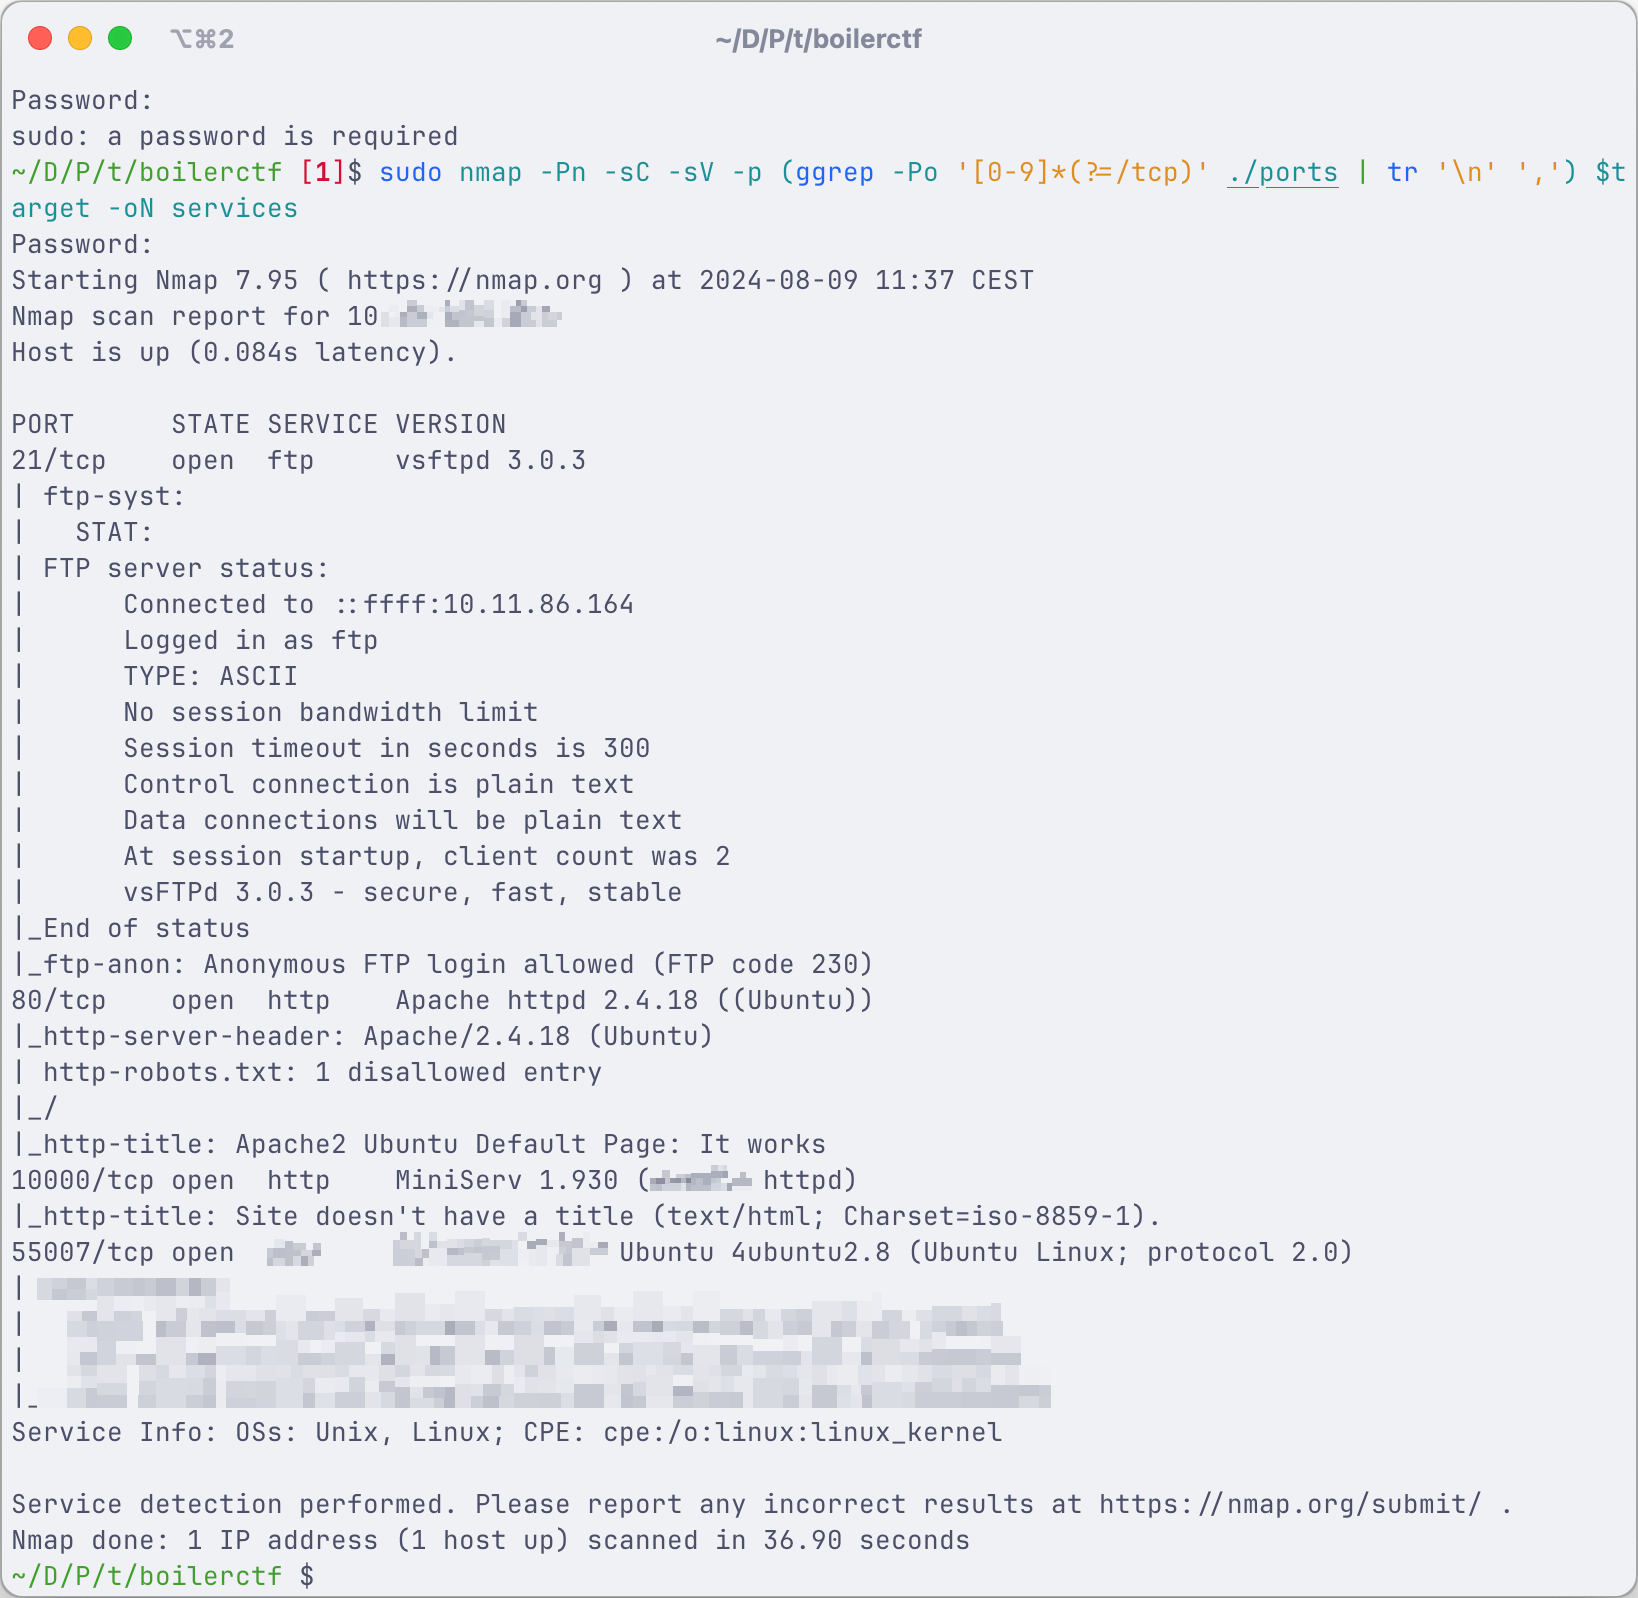 ⌥⌘2
~/D/P/t/boilerctf
Password:
sudo: a password is required
~/D/P/t/boilerctf [1]$ sudo nmap -Pn -sC -sV -p (ggrep -Po '[0-9]*(?=/tcp)' ./ports | tr '\n' ',') $t
arget -oN services
Password:
Starting Nmap 7.95 ( https://nmap.org ) at 2024-08-09 11:37 CEST
Nmap scan report for 10
Host is up (0.084s latency).
PORT      STATE SERVICE VERSION
21/tcp    open  ftp     vsftpd 3.0.3
| ftp-syst:
|   STAT:
| FTP server status:
|      Connected to ::ffff:10.11.86.164
|      Logged in as ftp
|      TYPE: ASCII
|      No session bandwidth limit
|      Session timeout in seconds is 300
|      Control connection is plain text
|      Data connections will be plain text
|      At session startup, client count was 2
|      vsFTPd 3.0.3 - secure, fast, stable
|_End of status
|_ftp-anon: Anonymous FTP login allowed (FTP code 230)
80/tcp    open  http    Apache httpd 2.4.18 ((Ubuntu))
|_http-server-header: Apache/2.4.18 (Ubuntu)
| http-robots.txt: 1 disallowed entry
|_/
|_http-title: Apache2 Ubuntu Default Page: It works
10000/tcp open  http    MiniServ 1.930 ( httpd)
|_http-title: Site doesn't have a title (text/html; Charset=iso-8859-1).
55007/tcp open Ubuntu 4ubuntu2.8 (Ubuntu Linux; protocol 2.0)
|
|
|
|_
Service Info: OSs: Unix, Linux; CPE: cpe:/o:linux:linux_kernel
Service detection performed. Please report any incorrect results at https://nmap.org/submit/ .
Nmap done: 1 IP address (1 host up) scanned in 36.90 seconds
~/D/P/t/boilerctf $